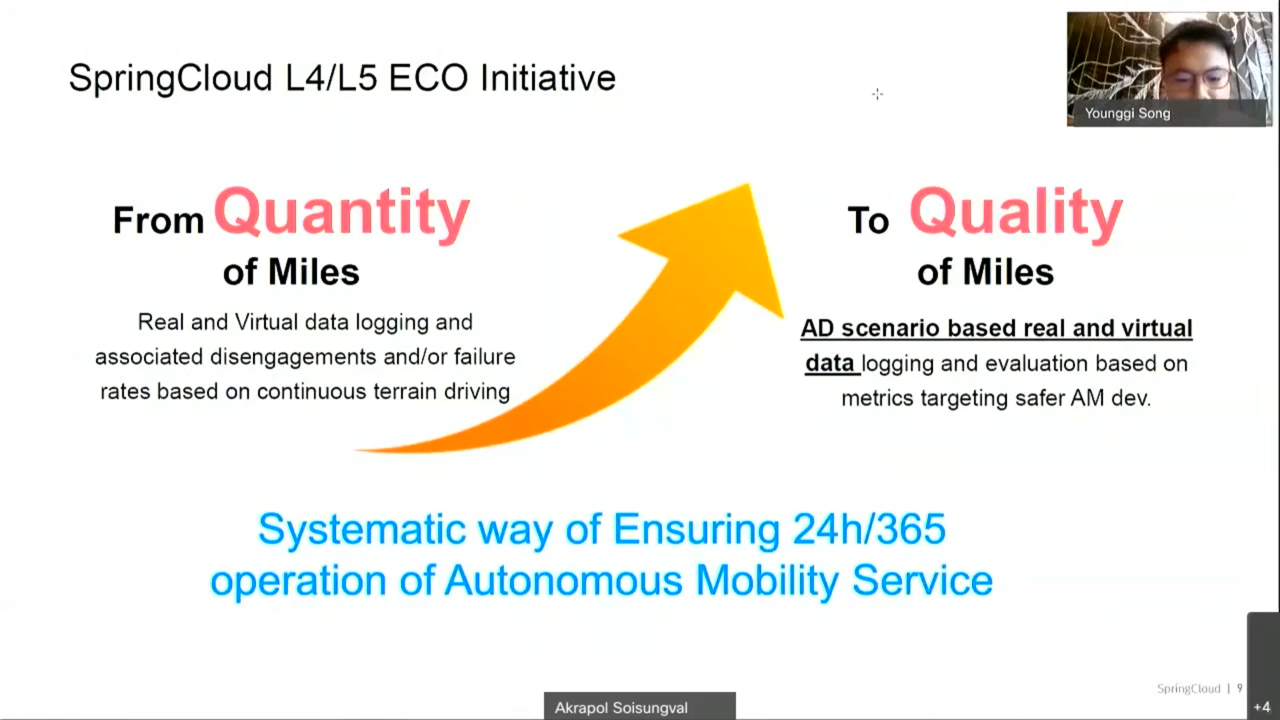 SpringCloud L4/L5 ECO Initiative
Younggi Song
From Quantity
of Miles
Real and Virtual data logging and
associated disengagements and/or failure
rates based on continuous terrain driving
To Quality
of Miles
AD scenario based real and virtual
data logging and evaluation based on
metrics targeting safer AM dev.
Systematic way of Ensuring 24h/365
operation of Autonomous Mobility Service
SpringCloud | 9
Akrapol Soisungval
+4